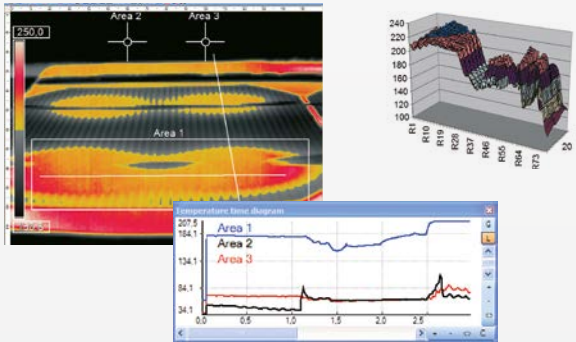 Area 2
Area 3
250,0
Area 1
240
220
200
180
160
140
120
100
R1
R10
R19
R28
R37
R46
R55
R64
R73
20
Temperature time diagram
207,5
184,1
134,1
34,1
Area 1
Area 2
Area 3
0,0
0,5
1,0
1,5
2,0
2,5